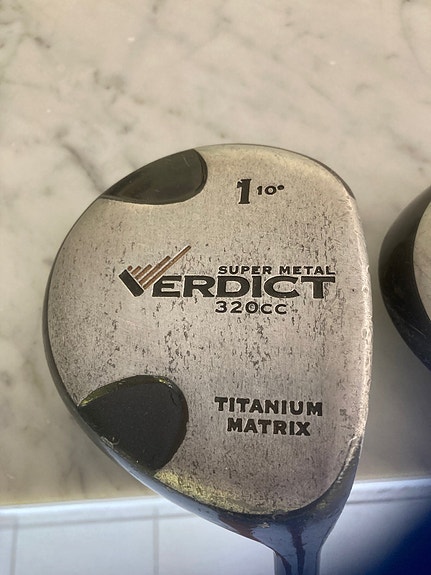 1 10°
SUPER METAL
VERDICT
320CC
TITANIUM
MATRIX